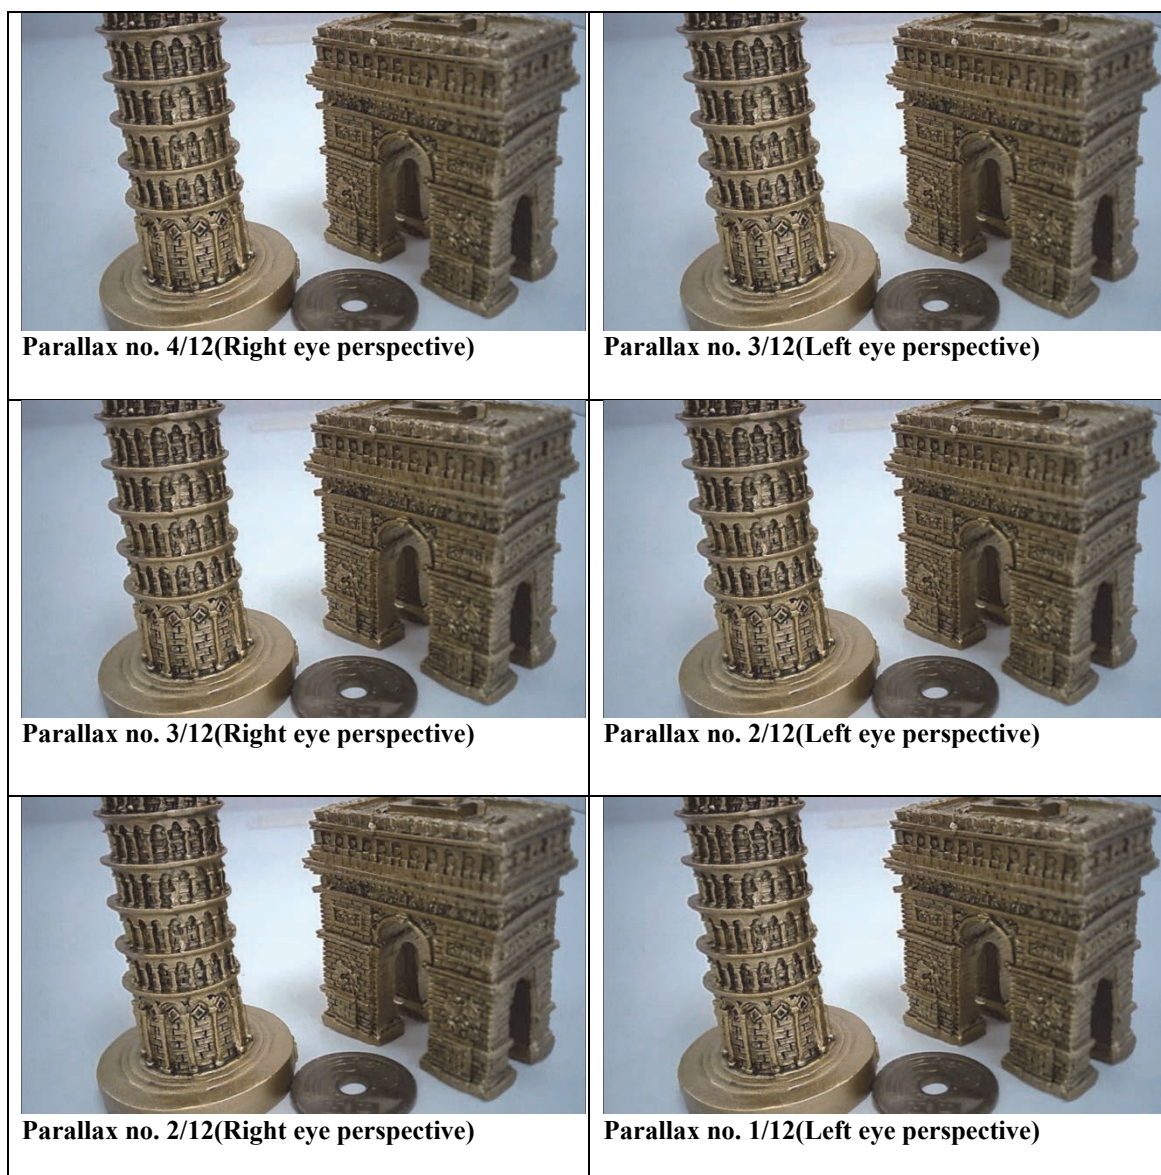 Parallax no. 4/12(Right eye perspective)
Parallax no. 3/12(Left eye perspective)
Parallax no. 3/12(Right eye perspective)
Parallax no. 2/12(Left eye perspective)
Parallax no. 2/12(Right eye perspective)
Parallax no. 1/12(Left eye perspective)